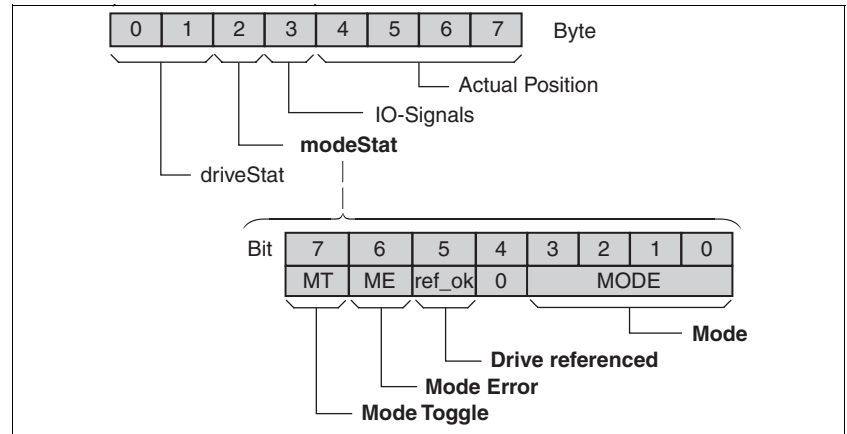 0 1 2 3 4 5 6 7 Byte
Actual Position
IO-Signals
modeStat
driveStat
Bit 7 6 5 4 3 2 1 0
MT ME ref_ok 0 MODE
Mode
Drive referenced
Mode Error
Mode Toggle